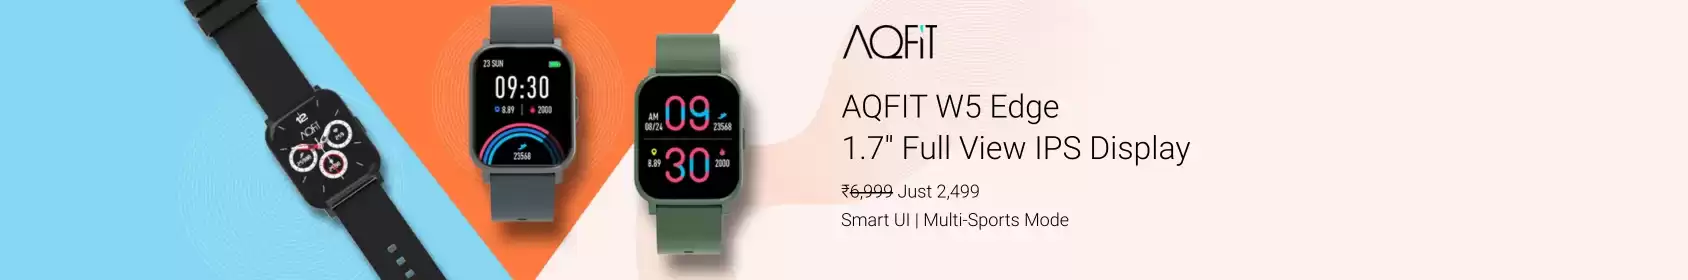 12
AQFiT
23 SUN
09:30
8.89
2000
23568
AM
08/24
09
23568
8.89
30
2000
AQFiT
AQFIT W5 Edge
1.7" Full View IPS Display
₹6,999 Just 2,499
Smart UI | Multi-Sports Mode